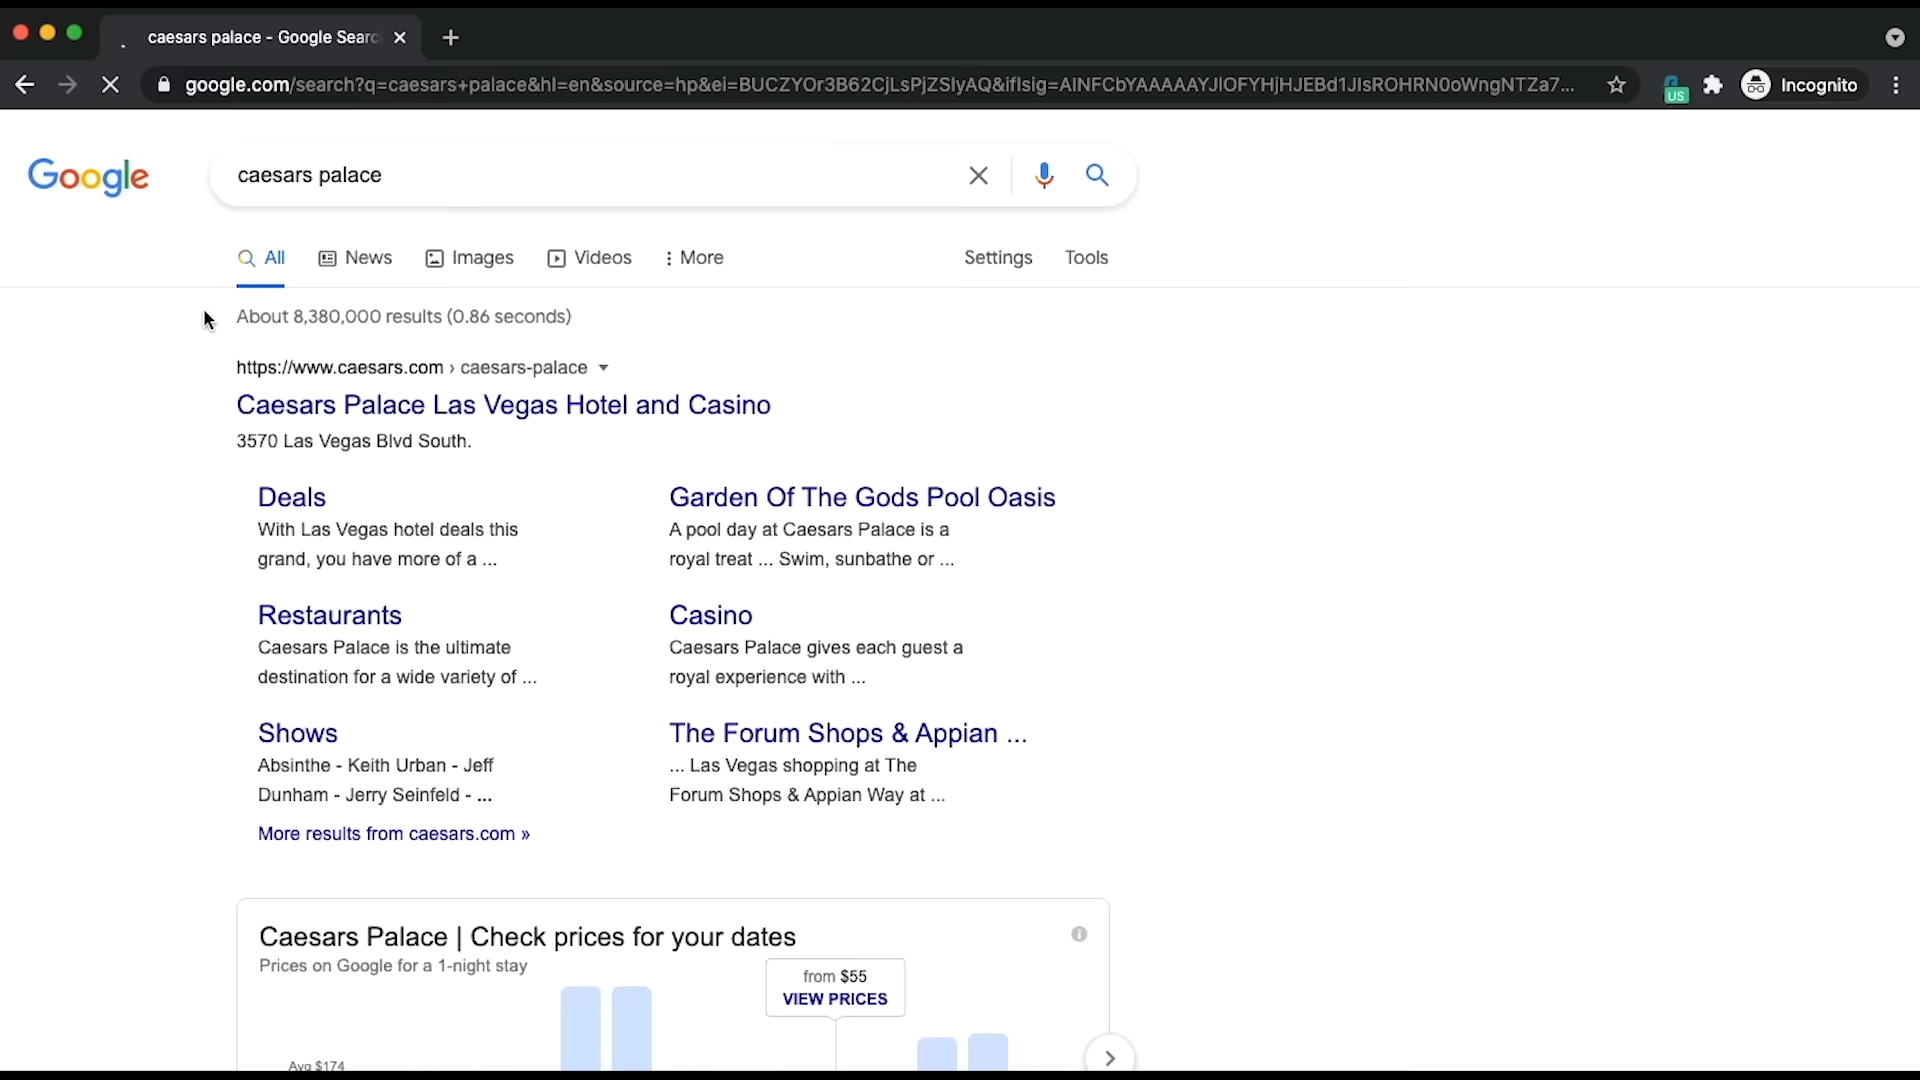 caesars palace - Google Searc
google.com/search?q=caesars+palace&hl=en&source=hp&ei=BUCZYOr3B62CjLsPjZSIyAQ&iflsig=AINFCbYAAAAAYJlOFYHjHJEBd1JIsROHRN0oWngNTZa7...
US
Incognito
Google
caesars palace
All News Images Videos More Settings Tools
About 8,380,000 results (0.86 seconds)
https://www.caesars.com › caesars-palace
Caesars Palace Las Vegas Hotel and Casino
3570 Las Vegas Blvd South.
Deals
With Las Vegas hotel deals this
grand, you have more of a ...
Garden Of The Gods Pool Oasis
A pool day at Caesars Palace is a
royal treat ... Swim, sunbathe or ...
Restaurants
Caesars Palace is the ultimate
destination for a wide variety of ...
Casino
Caesars Palace gives each guest a
royal experience with ...
Shows
Absinthe - Keith Urban - Jeff
Dunham - Jerry Seinfeld - ...
The Forum Shops & Appian ...
... Las Vegas shopping at The
Forum Shops & Appian Way at ...
More results from caesars.com »
Caesars Palace | Check prices for your dates
Prices on Google for a 1-night stay
from $55
VIEW PRICES
Avg $174